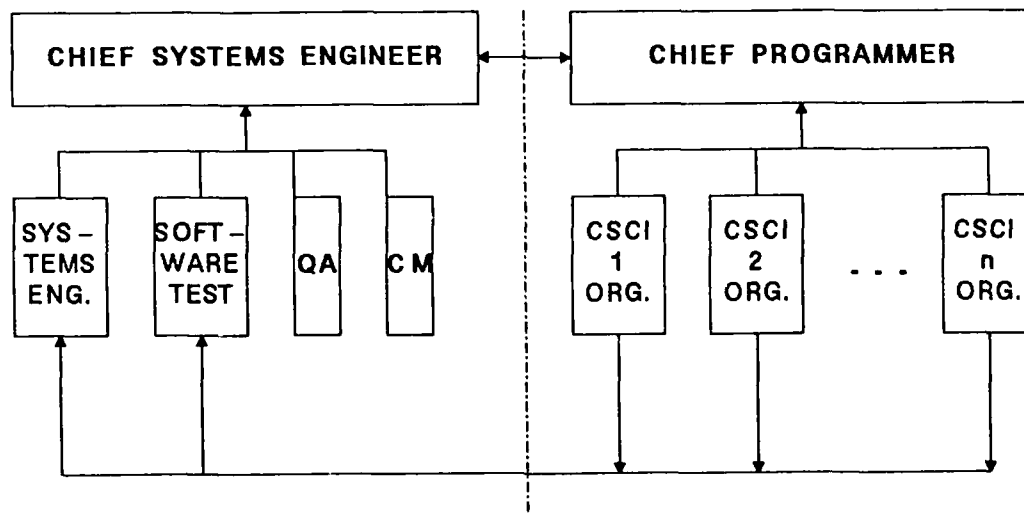 CHIEF SYSTEMS ENGINEER
CHIEF PROGRAMMER
SYS-
TEMS
ENG.
SOFT-
WARE
TEST
QA
CM
CSCI
1
ORG.
CSCI
2
ORG.
...
CSCI
n
ORG.